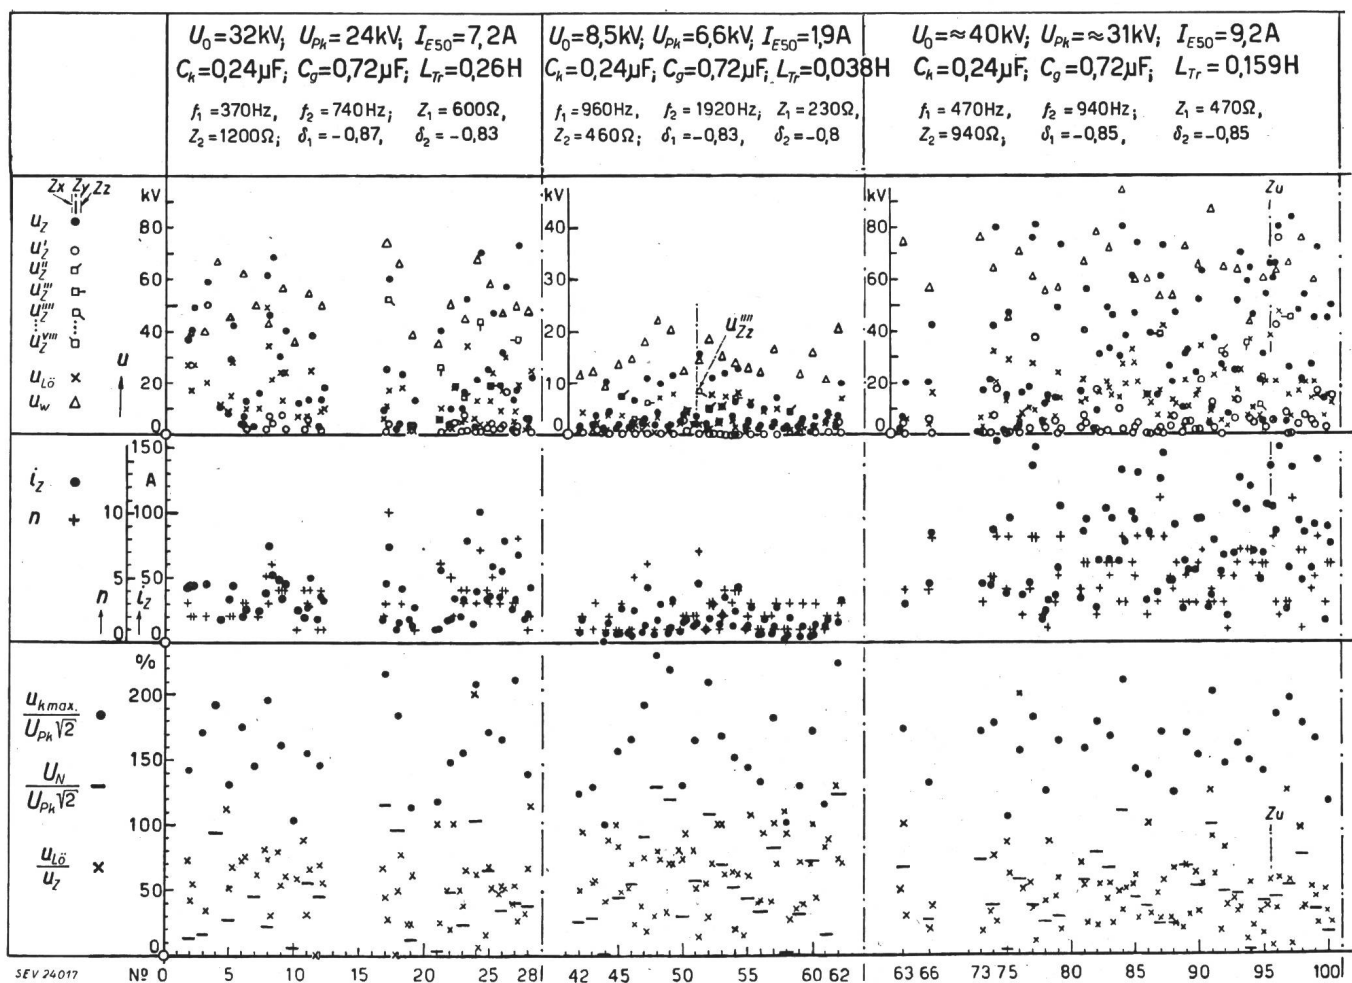 U₀=32kV; U_Pk=24kV; I_E50=7,2A
C_k=0,24µF; C_g=0,72µF; L_Tr=0,26H
f₁=370Hz, f₂=740Hz; Z₁=600Ω,
Z₂=1200Ω; δ₁=-0,87, δ₂=-0,83
U₀=8,5kV; U_Pk=6,6kV; I_E50=1,9A
C_k=0,24µF; C_g=0,72µF; L_Tr=0,038H
f₁=960Hz, f₂=1920Hz; Z₁=230Ω,
Z₂=460Ω; δ₁=-0,83, δ₂=-0,8
U₀=≈40kV; U_Pk=≈31kV; I_E50=9,2A
C_k=0,24µF; C_g=0,72µF; L_Tr=0,159H
f₁=470Hz, f₂=940Hz; Z₁=470Ω,
Z₂=940Ω, δ₁=-0,85, δ₂=-0,85
Zx Zy Zz
u_Z
u_Z'
u_Z''
u_Z'''
u_Z''''
u_Z^VIII
u_Lö
u_w
u
kV
80
60
40
20
0
kV
40
30
20
10
0
u_Zz''''
kV
80
60
40
20
0
Zu
i_Z
n
n
i_Z
10
5
0
150
A
100
50
0
u_kmax.
U_Pk√2
U_N
U_Pk√2
u_Lö
u_Z
%
200
150
100
50
0
Zu
SEV 24017
Nº 0 5 10 15 20 25 28 42 45 50 55 60 62 63 66 73 75 80 85 90 95 100